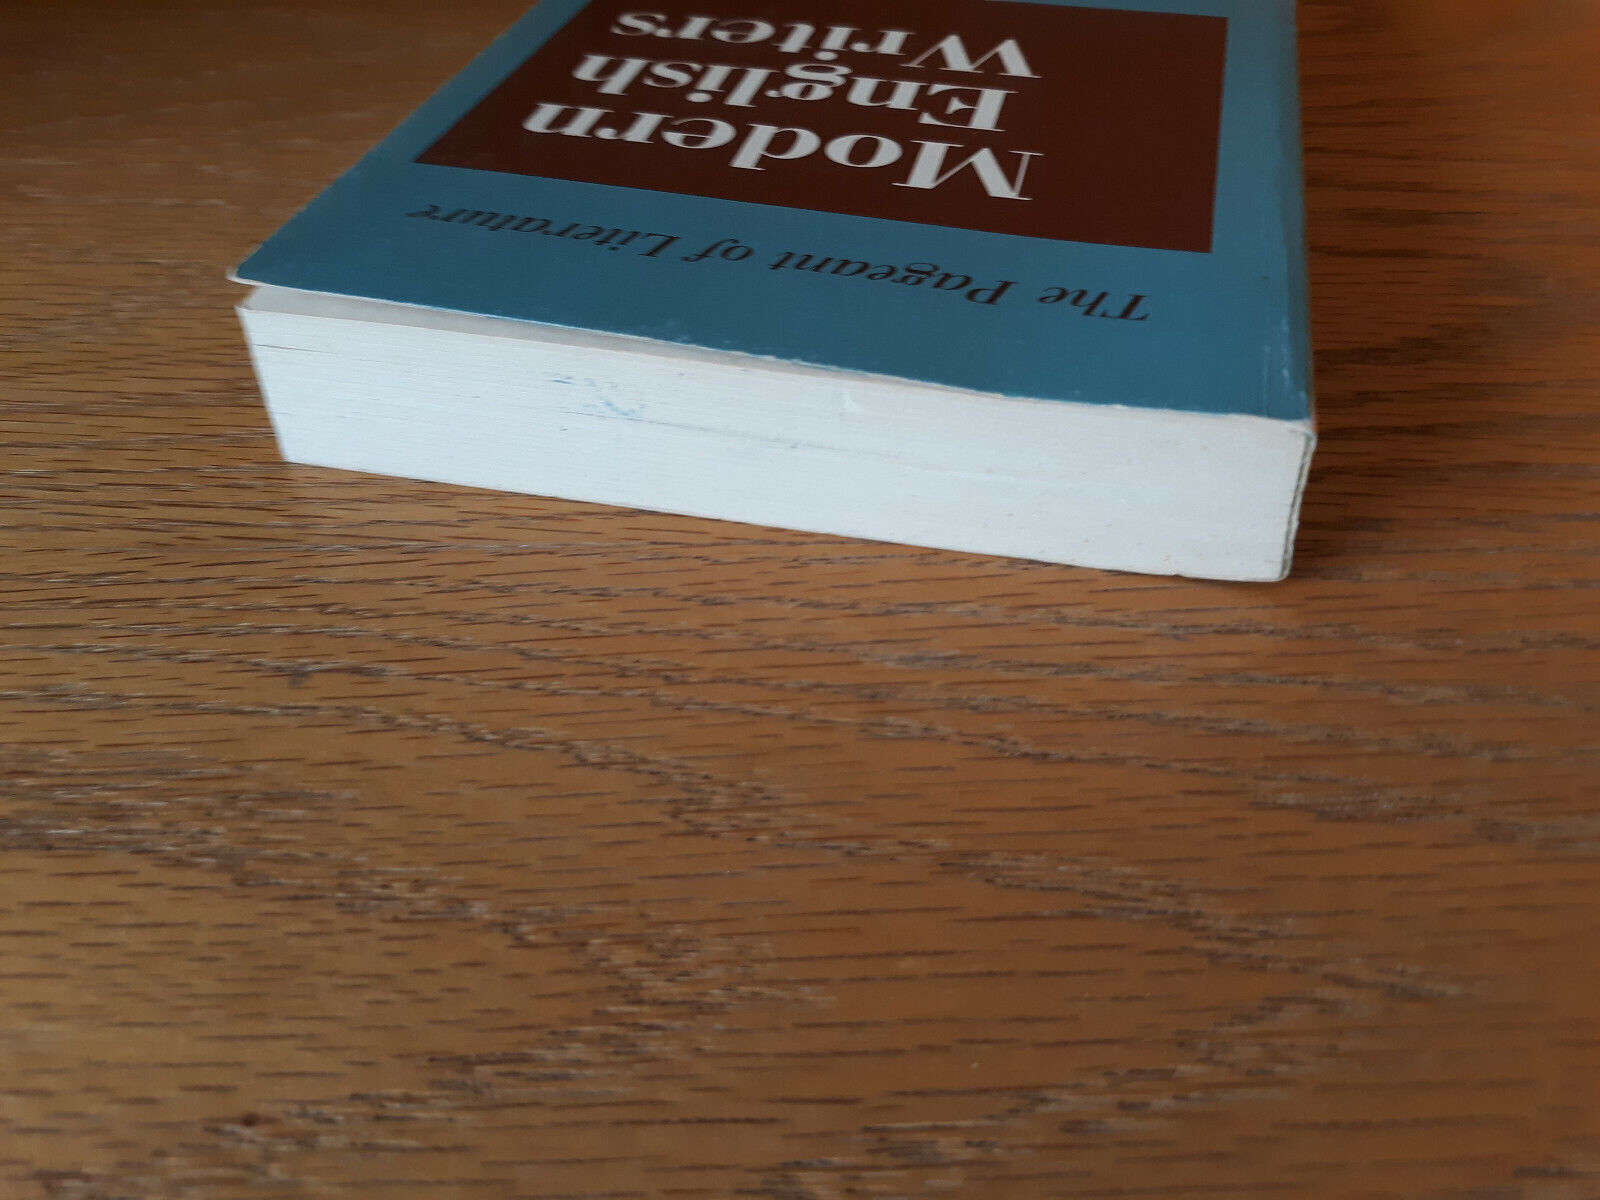 The Pageant of Literature
Modern
English
Writers